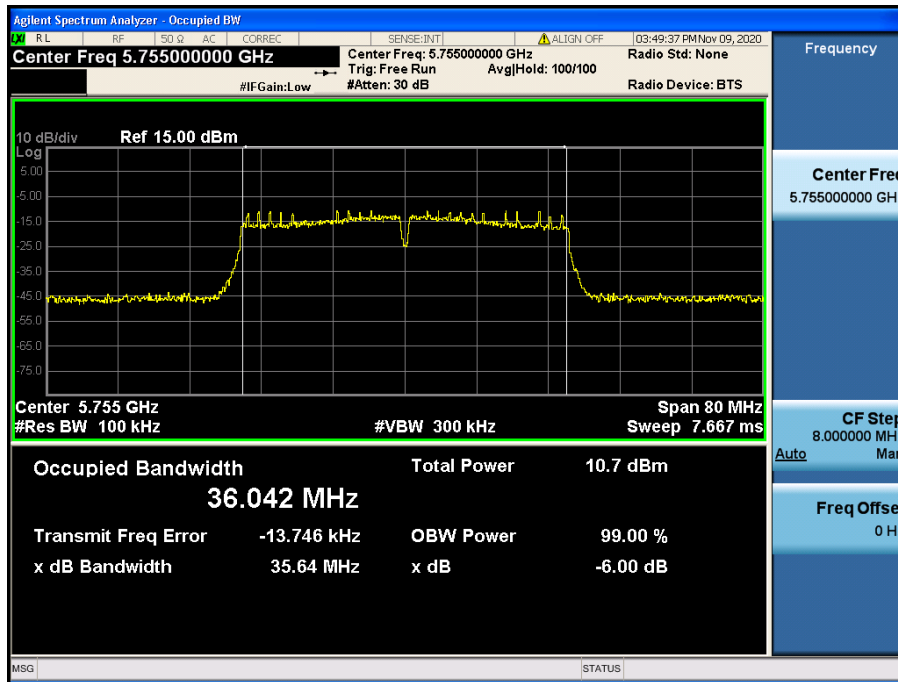 Agilent Spectrum Analyzer - Occupied BW
LXI RL RF 50 Ω AC CORREC SENSE:INT ALIGN OFF 03:49:37 PM Nov 09, 2020
Center Freq 5.755000000 GHz
Center Freq: 5.755000000 GHz Radio Std: None
Trig: Free Run Avg|Hold: 100/100
#IFGain:Low #Atten: 30 dB Radio Device: BTS
Frequency
10 dB/div Ref 15.00 dBm
Log
5.00
-5.00
-15.0
-25.0
-35.0
-45.0
-55.0
-65.0
-75.0
Center 5.755 GHz Span 80 MHz
#Res BW 100 kHz #VBW 300 kHz Sweep 7.667 ms
Center Fre
5.755000000 GH
CF Step
8.000000 MH
Auto Man
Freq Offse
0 H
Occupied Bandwidth Total Power 10.7 dBm
36.042 MHz
Transmit Freq Error -13.746 kHz OBW Power 99.00 %
x dB Bandwidth 35.64 MHz x dB -6.00 dB
MSG STATUS